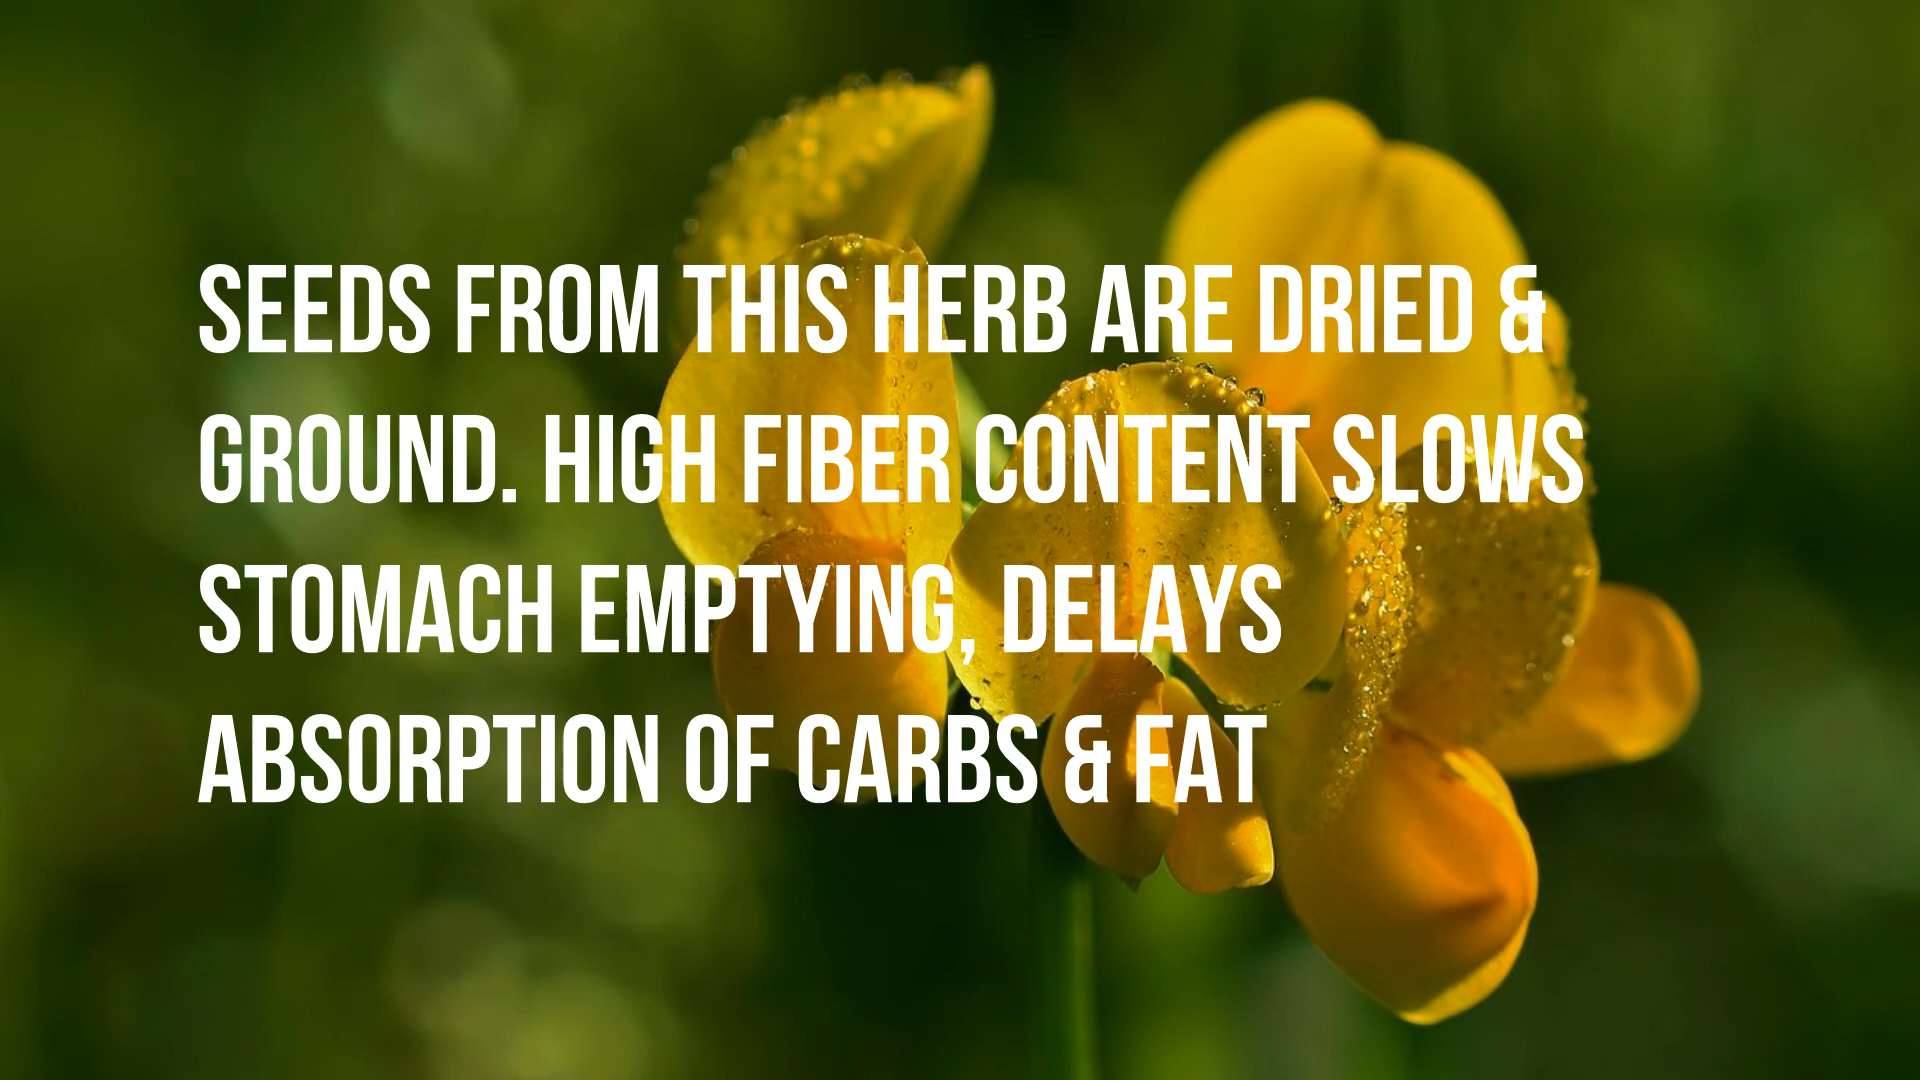 SEEDS FROM THIS HERB ARE DRIED &
GROUND. HIGH FIBER CONTENT SLOWS
STOMACH EMPTYING, DELAYS
ABSORPTION OF CARBS & FAT